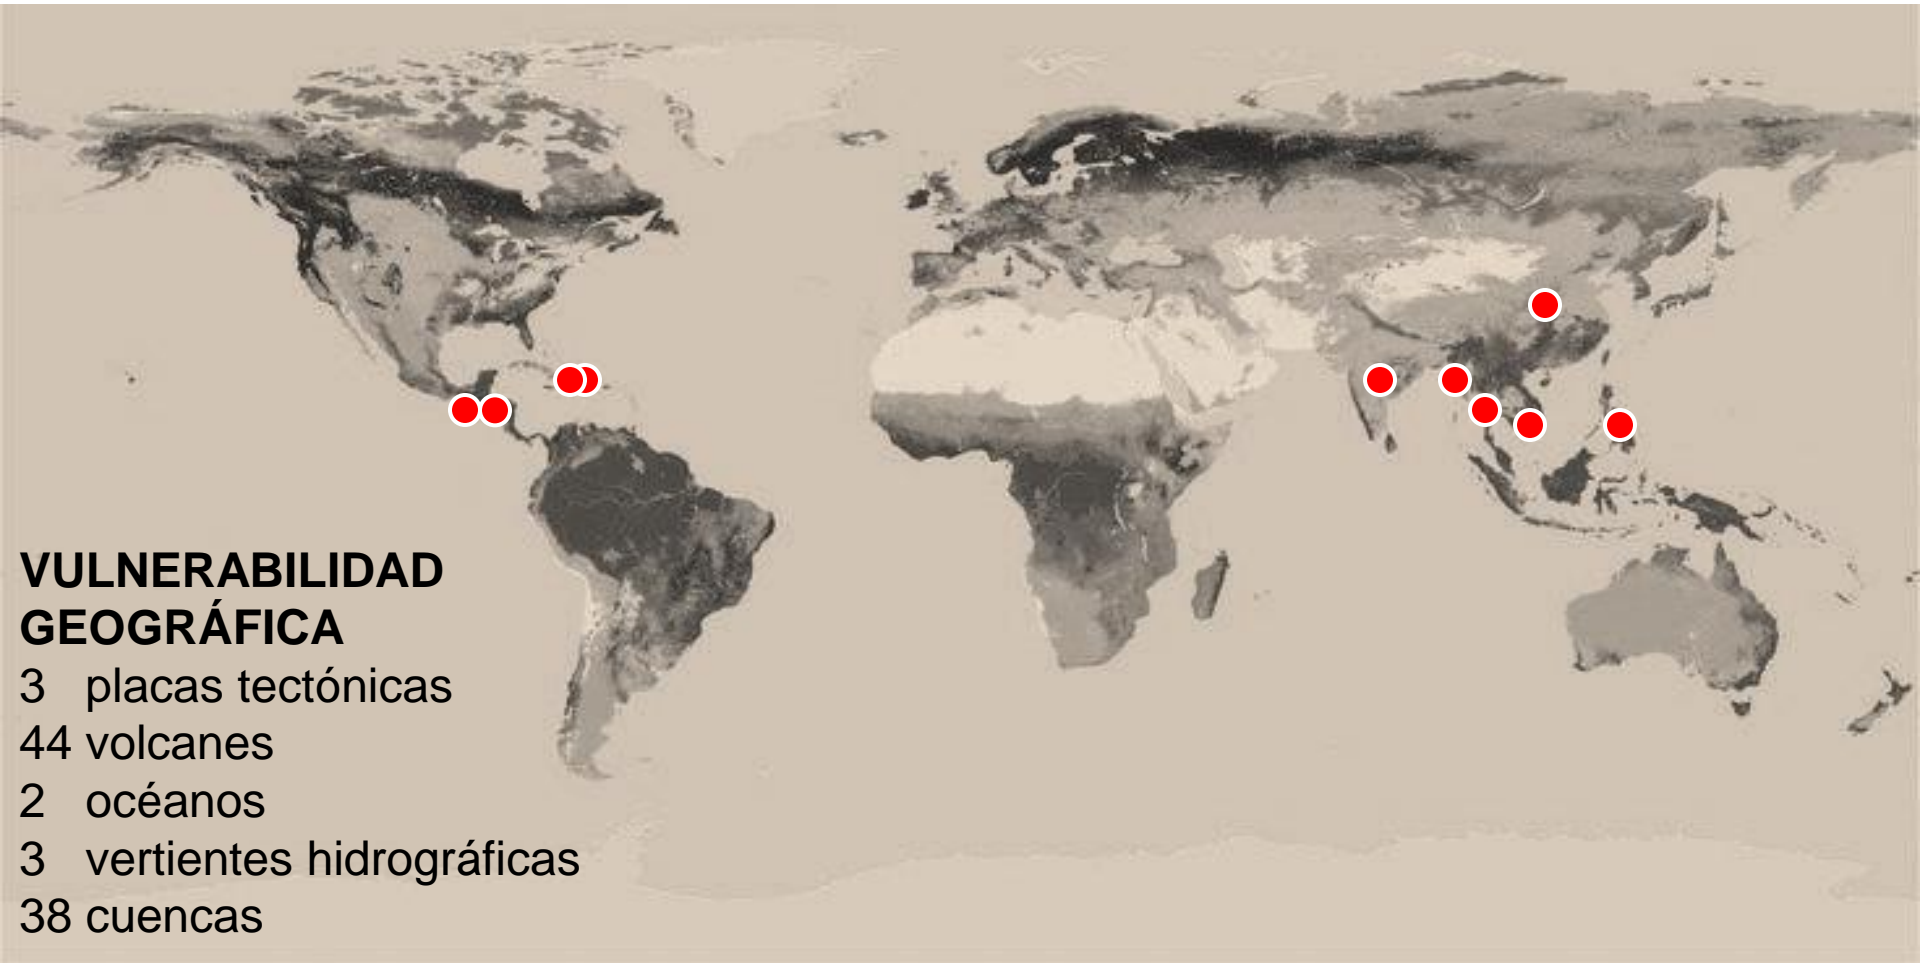 VULNERABILIDAD
GEOGRÁFICA
3 placas tectónicas
44 volcanes
2 océanos
3 vertientes hidrográficas
38 cuencas